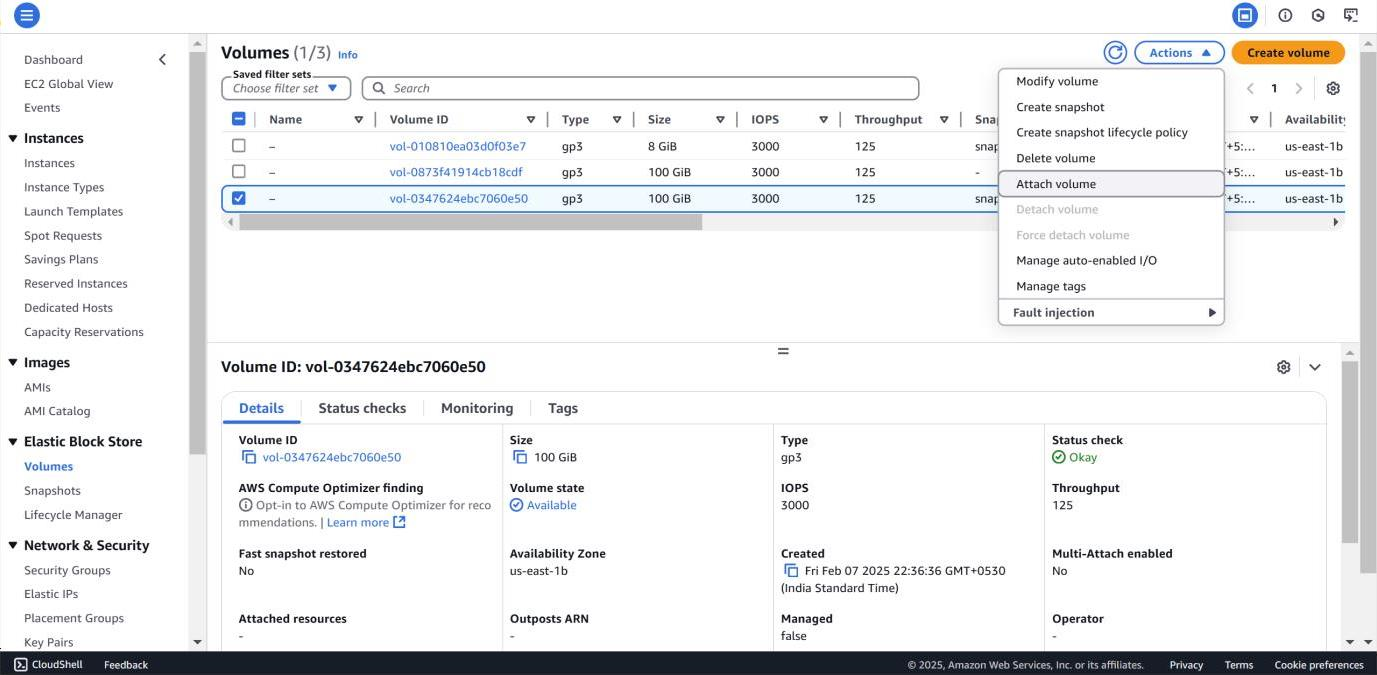 Volumes (1/3) Info
Actions
Create volume
Saved filter sets
Choose filter set
Search
1
Name Volume ID Type Size IOPS Throughput
Availability
– vol-010810ea03d0f03e7 gp3 8 GiB 3000 125
us-east-1b
– vol-0873f41914cb18cdf gp3 100 GiB 3000 125 -
us-east-1b
– vol-0347624ebc7060e50 gp3 100 GiB 3000 125
us-east-1b
Modify volume
Create snapshot
Create snapshot lifecycle policy
Delete volume
Attach volume
Detach volume
Force detach volume
Manage auto-enabled I/O
Manage tags
Fault injection
Dashboard
EC2 Global View
Events
Instances
Instances
Instance Types
Launch Templates
Spot Requests
Savings Plans
Reserved Instances
Dedicated Hosts
Capacity Reservations
Images
AMIs
AMI Catalog
Elastic Block Store
Volumes
Snapshots
Lifecycle Manager
Network & Security
Security Groups
Elastic IPs
Placement Groups
Key Pairs
Volume ID: vol-0347624ebc7060e50
Details
Status checks
Monitoring
Tags
Volume ID
vol-0347624ebc7060e50
Size
100 GiB
Type
gp3
Status check
Okay
AWS Compute Optimizer finding
Opt-in to AWS Compute Optimizer for reco
mmendations. | Learn more
Volume state
Available
IOPS
3000
Throughput
125
Fast snapshot restored
No
Availability Zone
us-east-1b
Created
Fri Feb 07 2025 22:36:36 GMT+0530
(India Standard Time)
Multi-Attach enabled
No
Attached resources
-
Outposts ARN
-
Managed
false
Operator
-
CloudShell
Feedback
© 2025, Amazon Web Services, Inc. or its affiliates.
Privacy
Terms
Cookie preferences